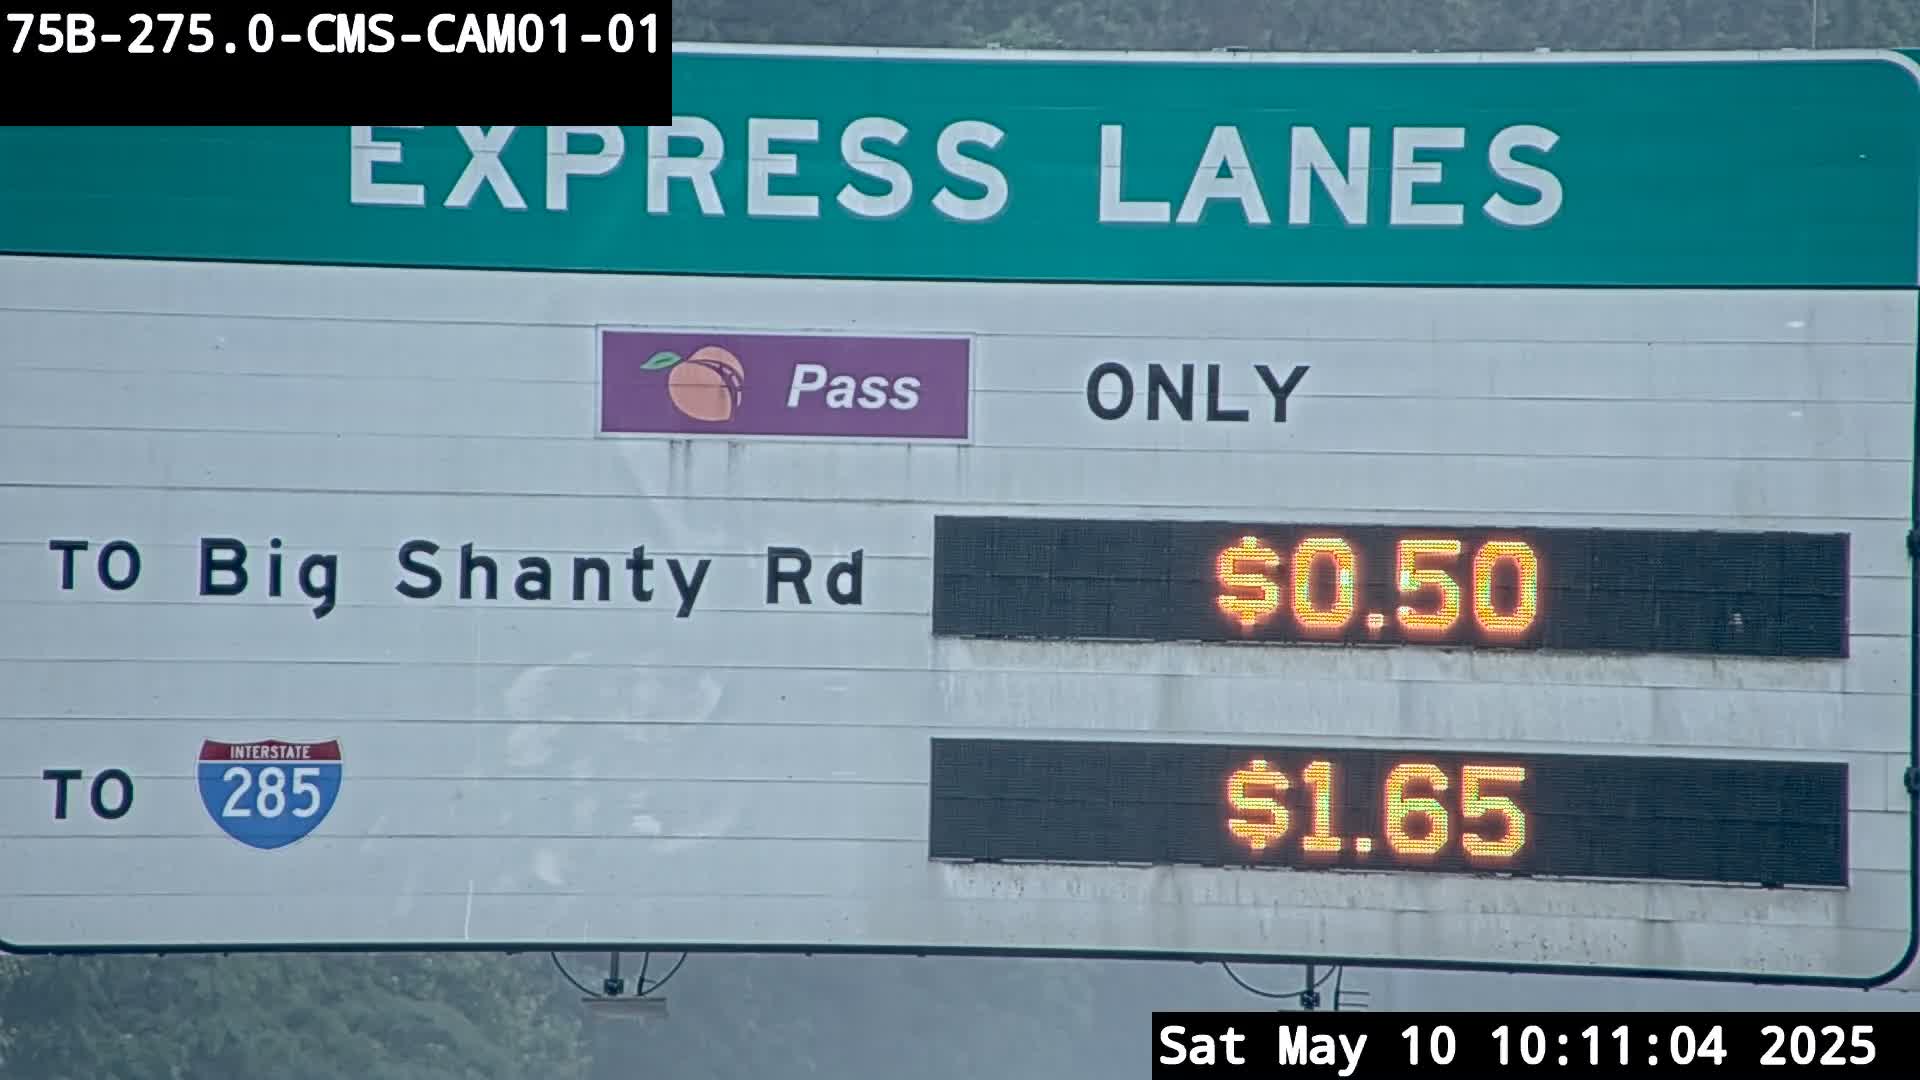 75B-275.0-CMS-CAM01-01
EXPRESS LANES
Pass ONLY
TO Big Shanty Rd $0.50
TO INTERSTATE 285 $1.65
Sat May 10 10:11:04 2025